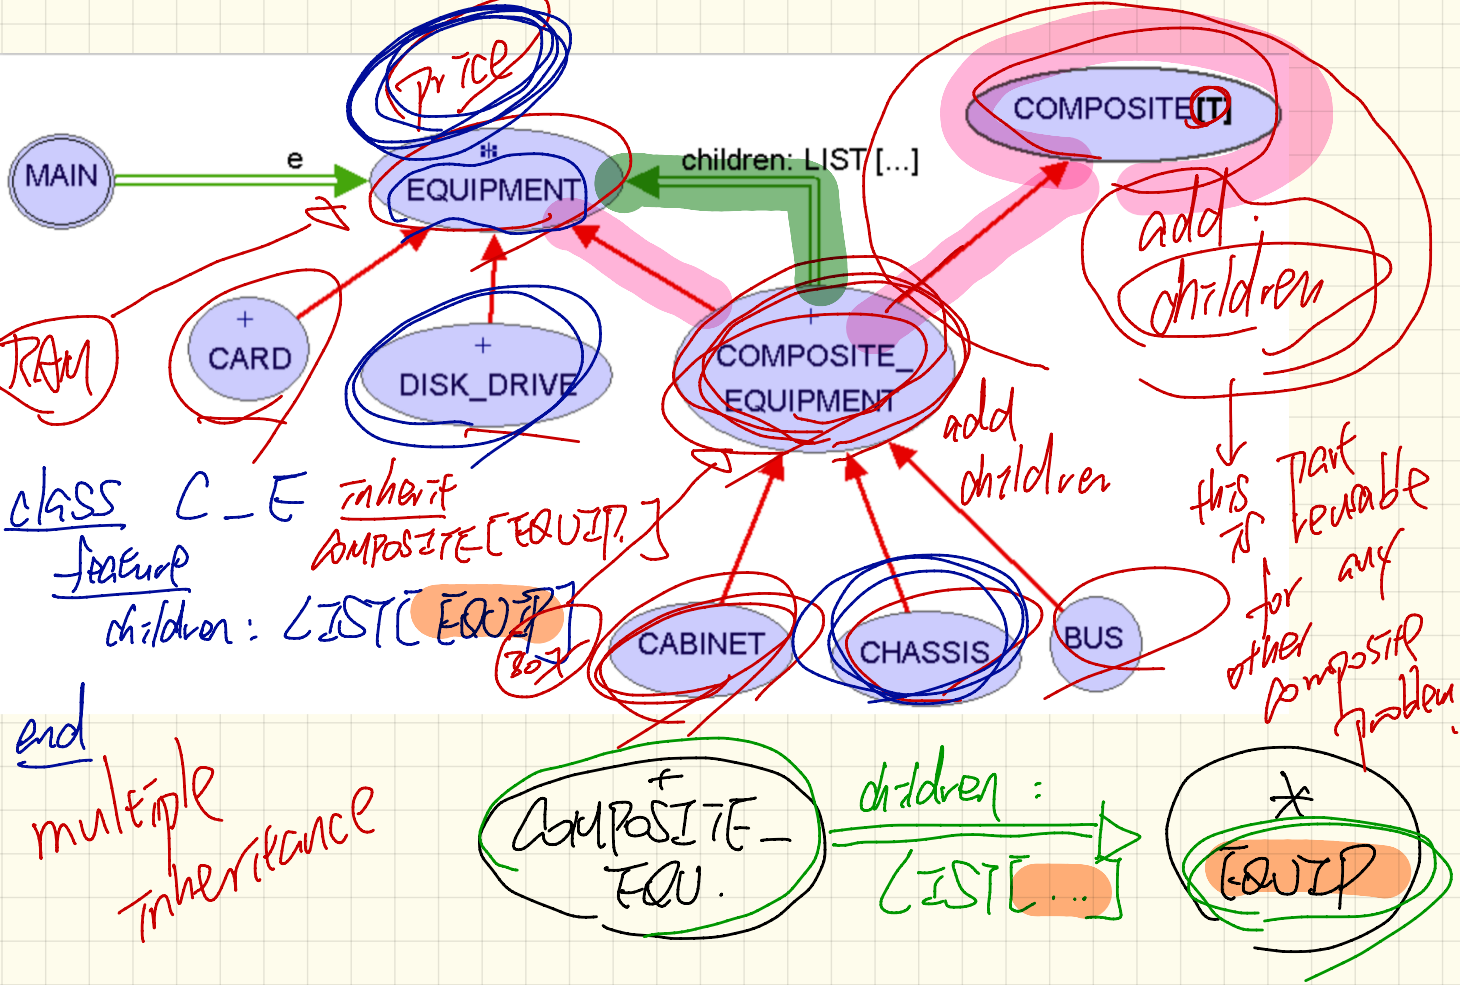 price
COMPOSITE[T]
MAIN
e
*
EQUIPMENT
children: LIST [...]
add :
children
RAM
+
CARD
+
DISK_DRIVE
+
COMPOSITE_
EQUIPMENT
add
children
class C_E inherit
COMPOSITE[EQUIP.]
feature
children : LIST[EQUIP]
end
BOX
CABINET
CHASSIS
BUS
this part
is reusable
for any
other
composite
problem.
multiple
inheritance
+
COMPOSITE_
EQU.
children :
LIST[...]
*
EQUIP